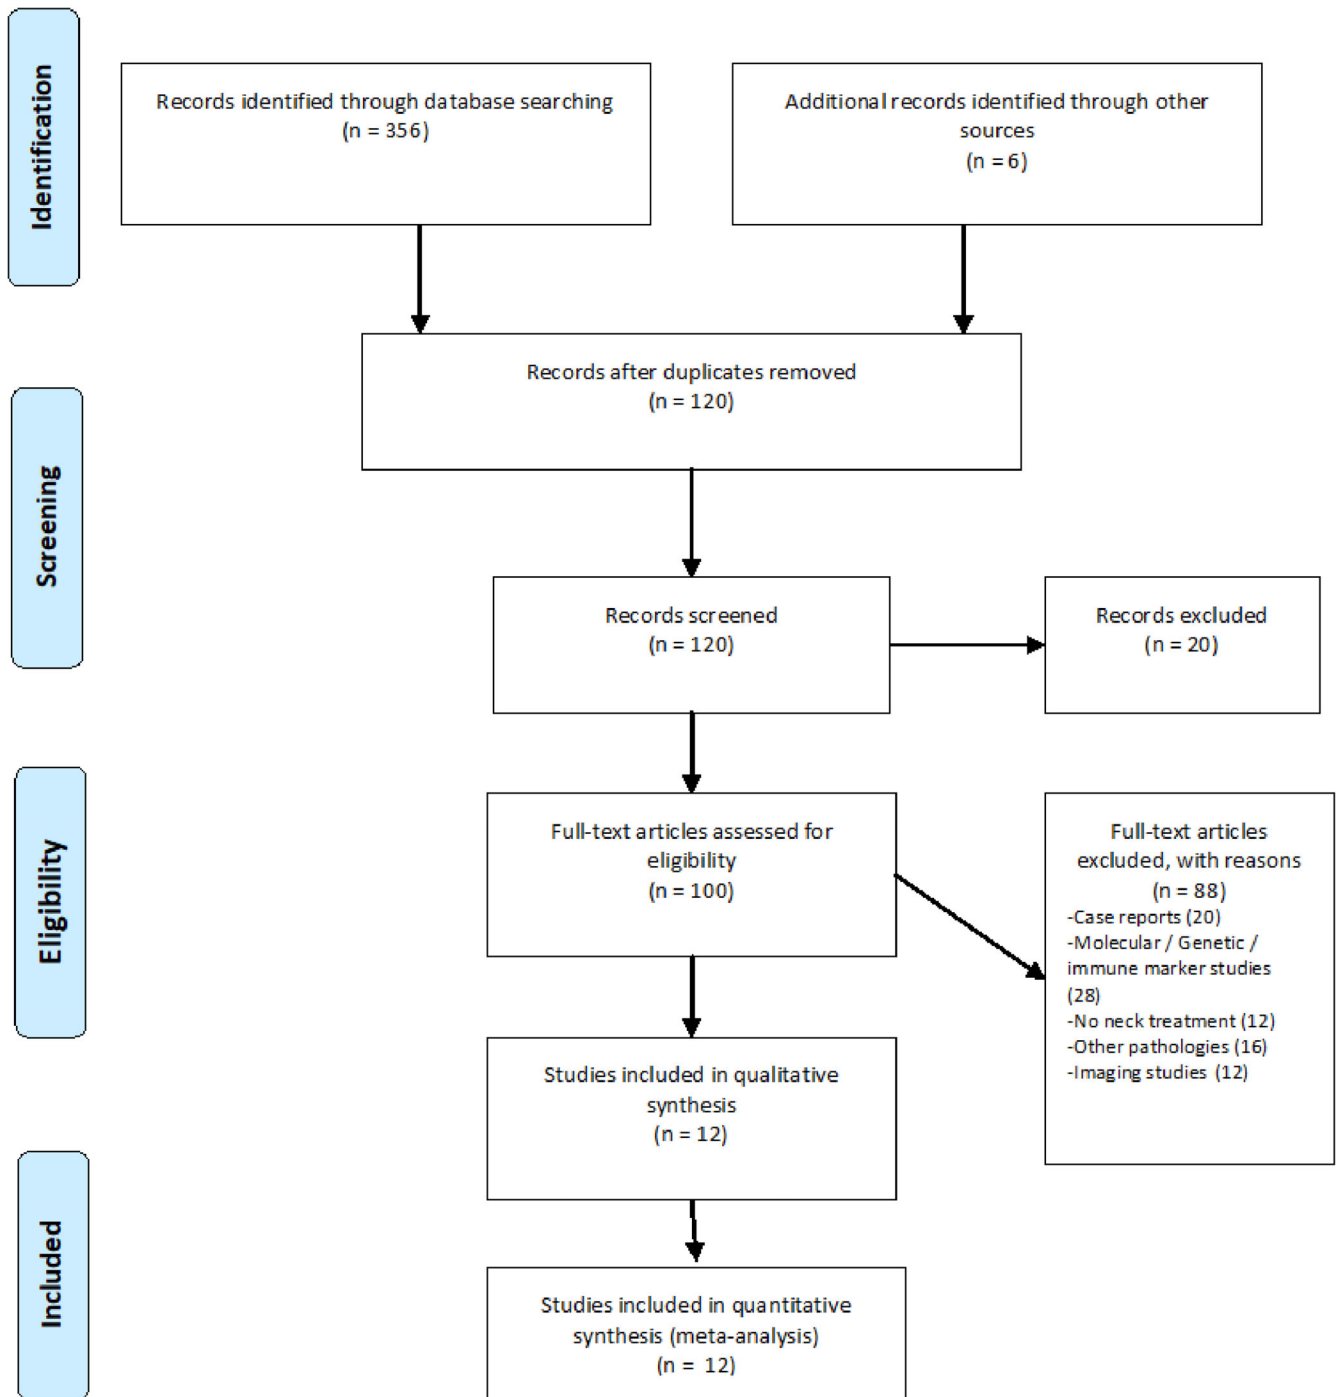 Identification
Records identified through database searching
(n = 356)
Additional records identified through other
sources
(n = 6)
Records after duplicates removed
(n = 120)
Screening
Records screened
(n = 120)
Records excluded
(n = 20)
Eligibility
Full-text articles assessed for
eligibility
(n = 100)
Full-text articles
excluded, with reasons
(n = 88)
-Case reports (20)
-Molecular / Genetic /
immune marker studies
(28)
-No neck treatment (12)
-Other pathologies (16)
-Imaging studies (12)
Studies included in qualitative
synthesis
(n = 12)
Included
Studies included in quantitative
synthesis (meta-analysis)
(n = 12)